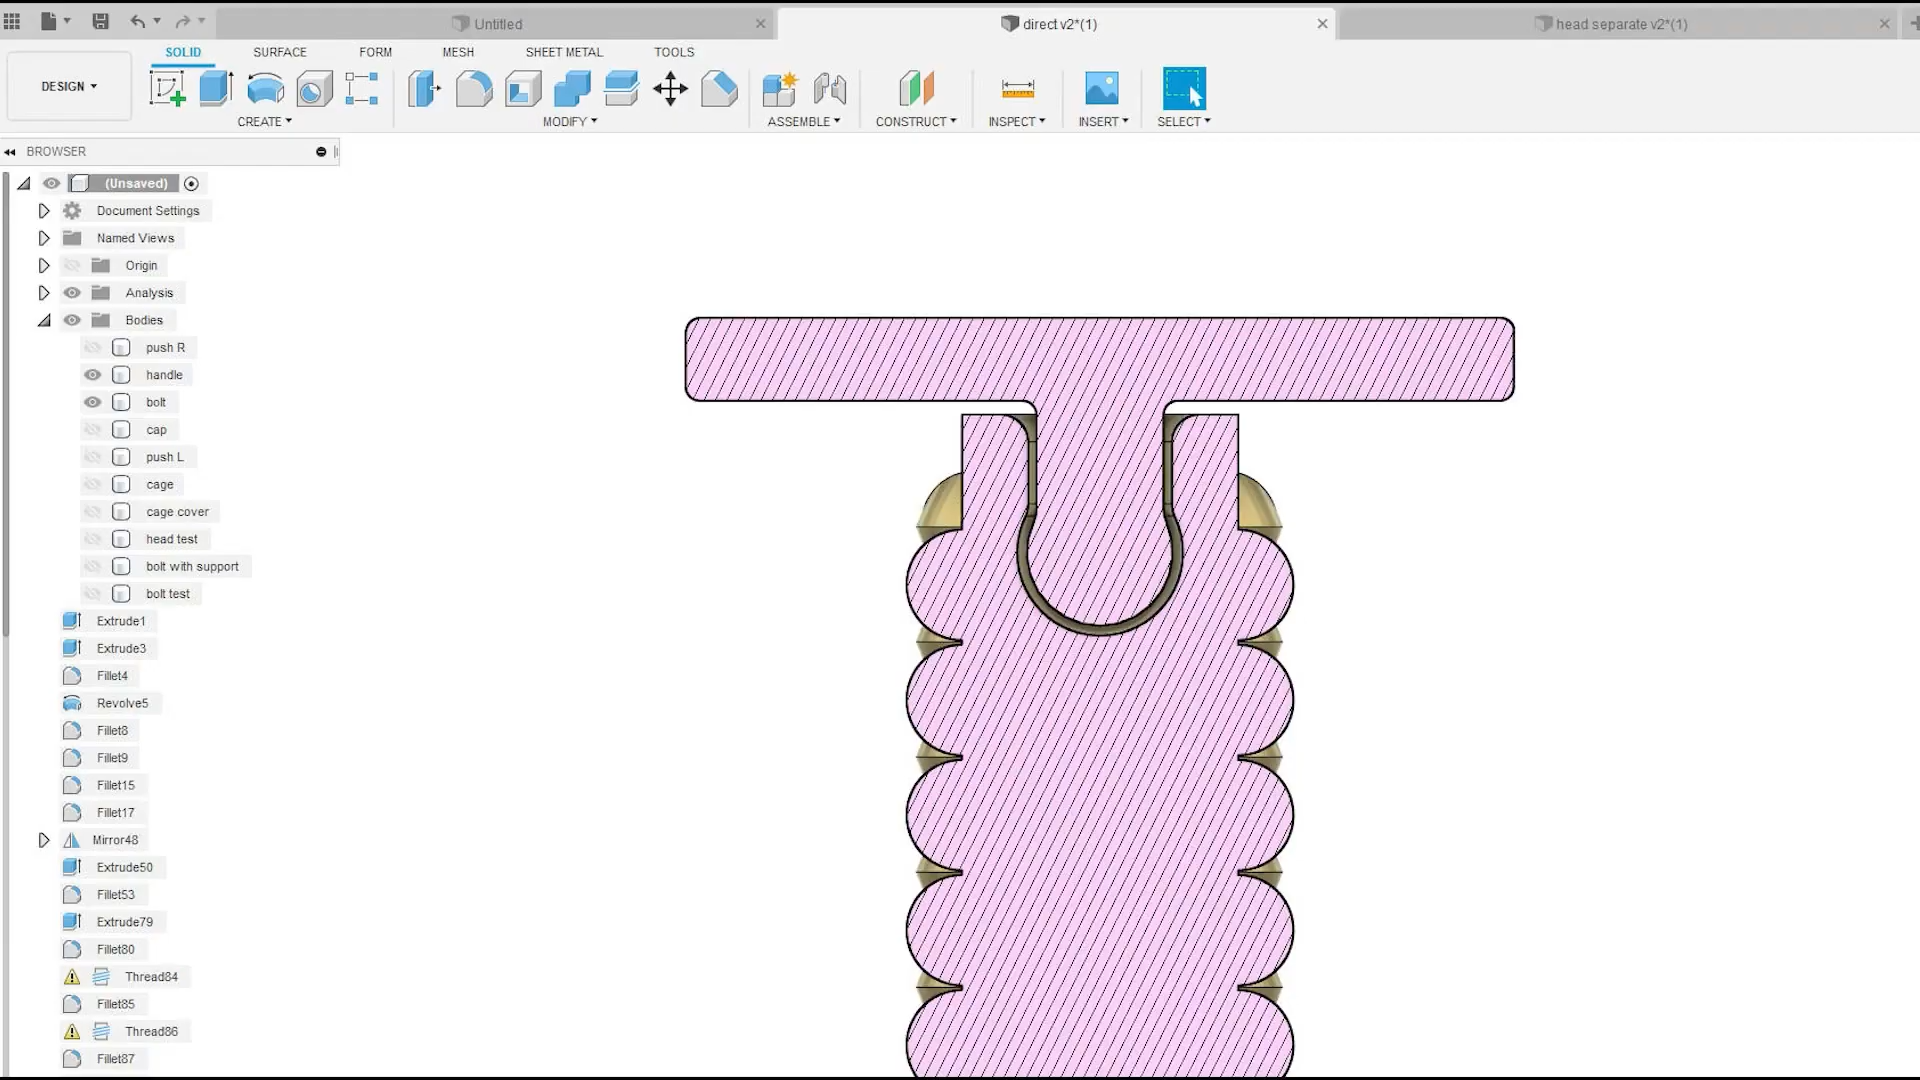 Untitled
direct v2*(1)
head separate v2*(1)
DESIGN
SOLID
SURFACE
FORM
MESH
SHEET METAL
TOOLS
CREATE
MODIFY
ASSEMBLE
CONSTRUCT
INSPECT
INSERT
SELECT
BROWSER
(Unsaved)
Document Settings
Named Views
Origin
Analysis
Bodies
push R
handle
bolt
cap
push L
cage
cage cover
head test
bolt with support
bolt test
Extrude1
Extrude3
Fillet4
Revolve5
Fillet8
Fillet9
Fillet15
Fillet17
Mirror48
Extrude50
Fillet53
Extrude79
Fillet80
Thread84
Fillet85
Thread86
Fillet87